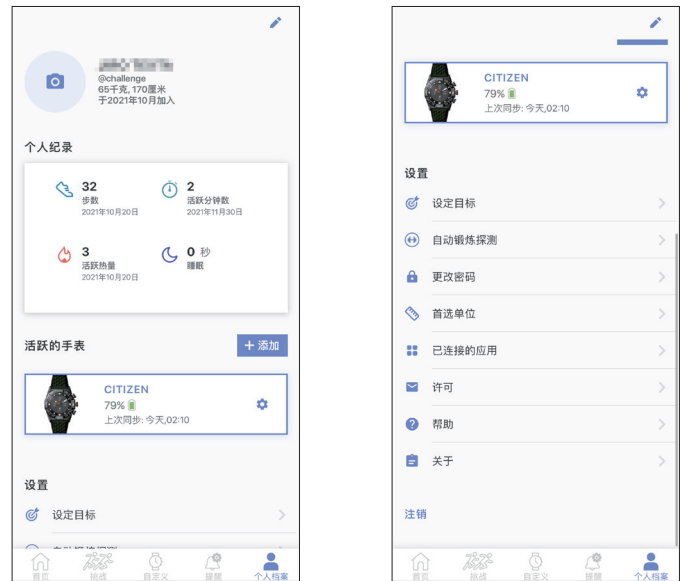 @challenge
65千克, 170厘米
于2021年10月加入
个人纪录
32
步数
2021年10月20日
2
活跃分钟数
2021年11月30日
3
活跃热量
2021年10月20日
0 秒
睡眠
活跃的手表
+ 添加
CITIZEN
79%
上次同步: 今天,02:10
设置
设定目标
首页
挑战
自定义
提醒
个人档案
CITIZEN
79%
上次同步: 今天,02:10
设置
设定目标
自动锻炼探测
更改密码
首选单位
已连接的应用
许可
帮助
关于
注销
首页
挑战
自定义
提醒
个人档案